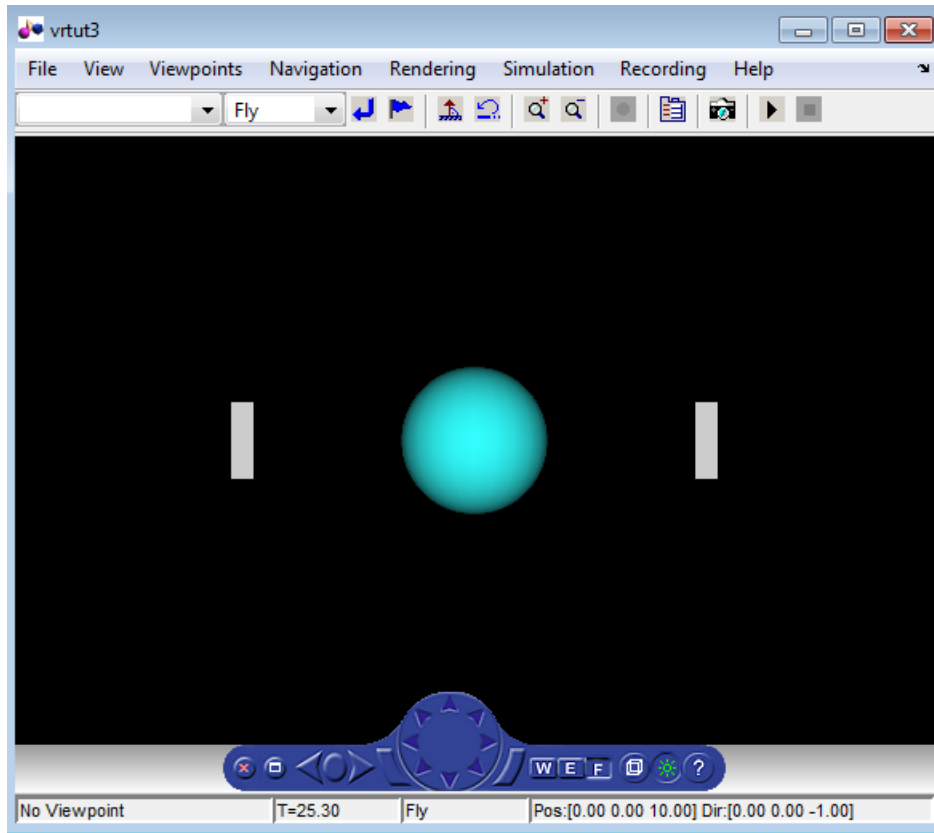 vrtut3
File View Viewpoints Navigation Rendering Simulation Recording Help
Fly
W E F ?
No Viewpoint T=25.30 Fly Pos:[0.00 0.00 10.00] Dir:[0.00 0.00 -1.00]